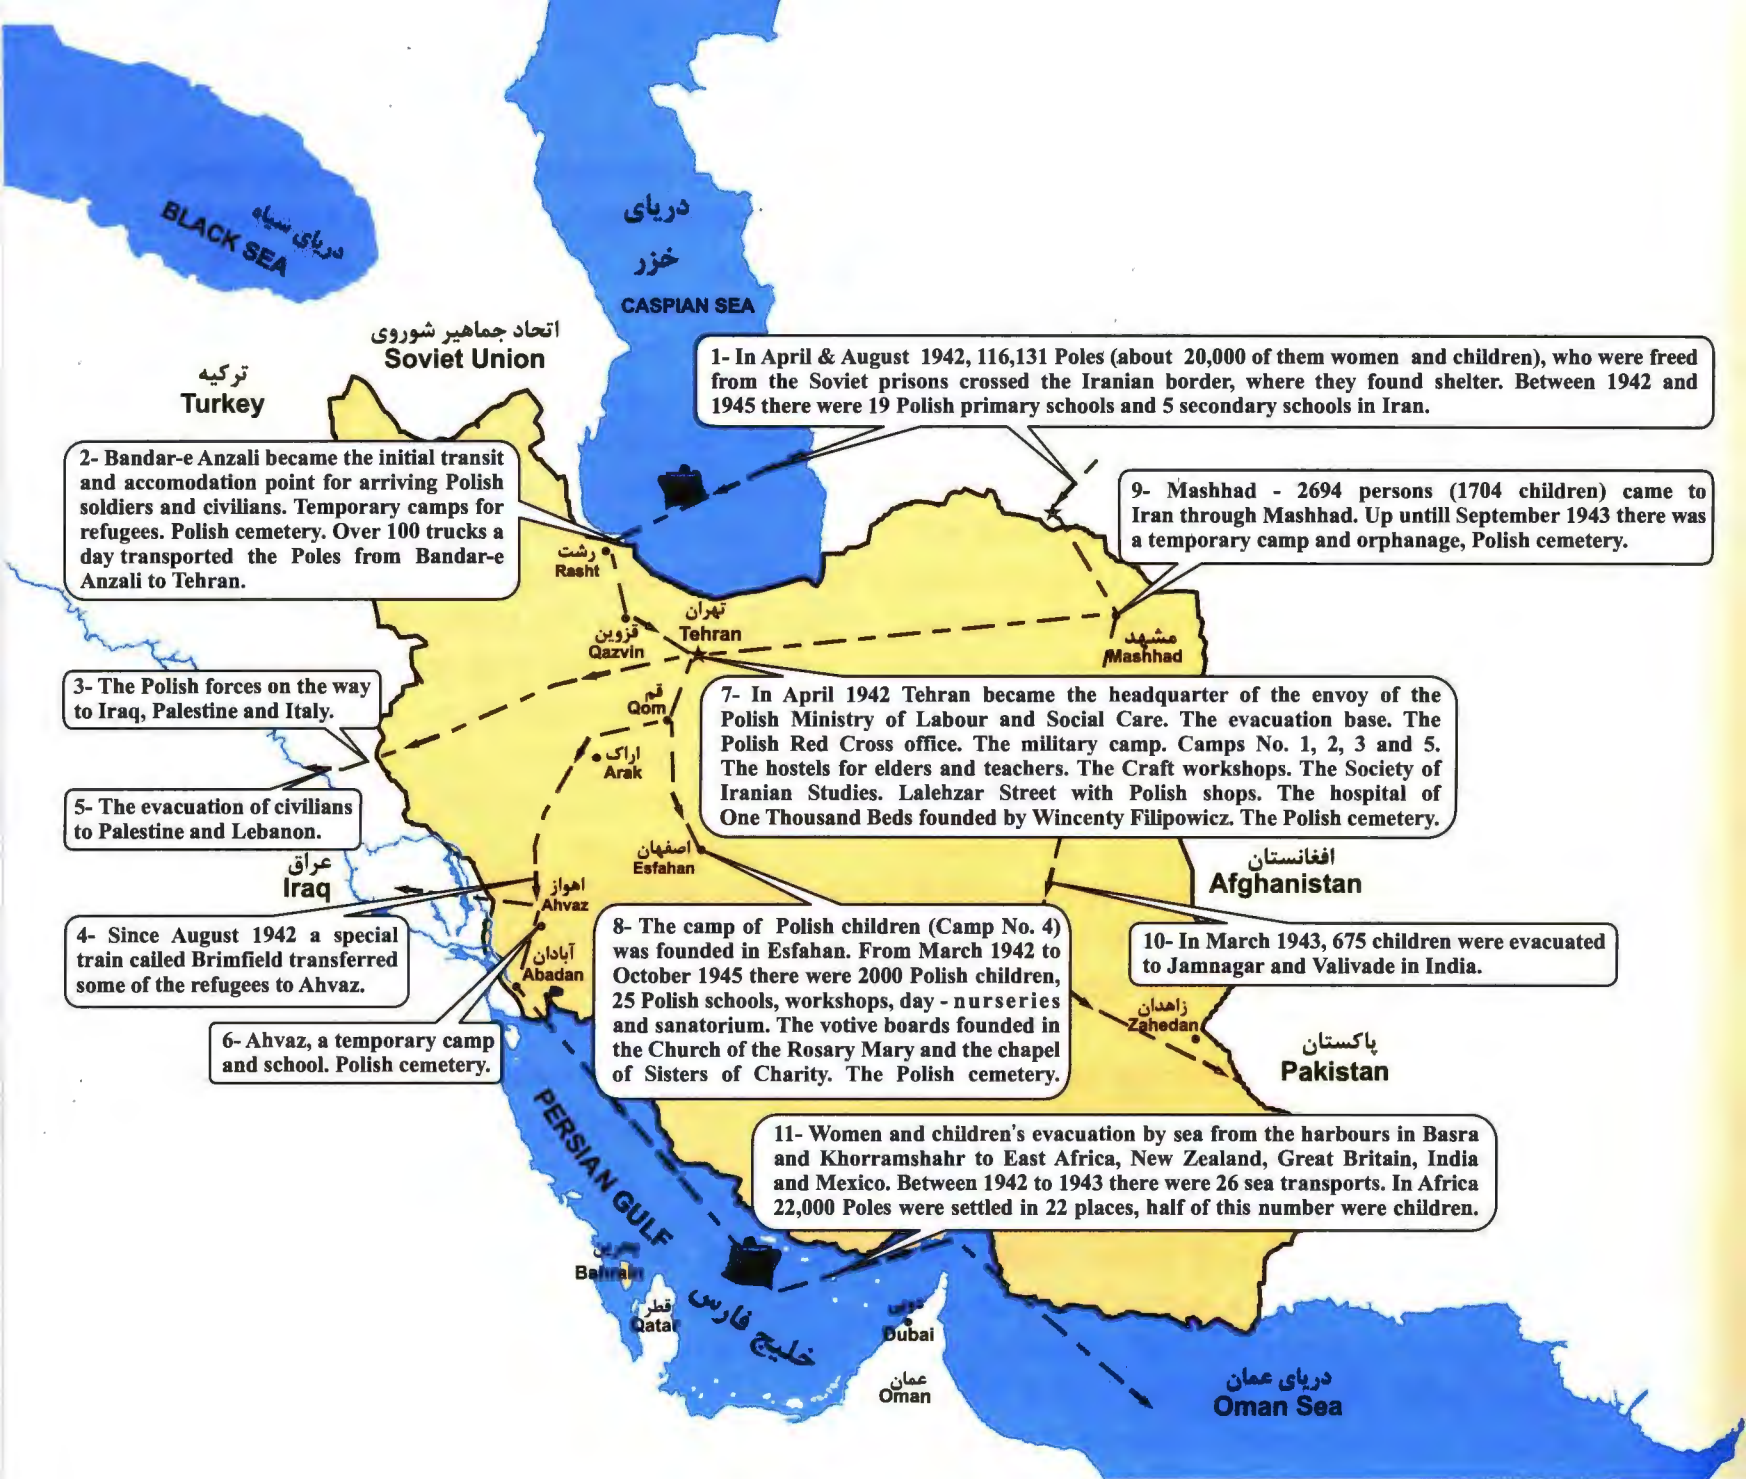 دریای سیاه
BLACK SEA
دریای
خزر
CASPIAN SEA
اتحاد جماهیر شوروی
Soviet Union
ترکیه
Turkey
1- In April & August 1942, 116,131 Poles (about 20,000 of them women and children), who were freed
from the Soviet prisons crossed the Iranian border, where they found shelter. Between 1942 and
1945 there were 19 Polish primary schools and 5 secondary schools in Iran.
2- Bandar-e Anzali became the initial transit
and accomodation point for arriving Polish
soldiers and civilians. Temporary camps for
refugees. Polish cemetery. Over 100 trucks a
day transported the Poles from Bandar-e
Anzali to Tehran.
9- Mashhad - 2694 persons (1704 children) came to
Iran through Mashhad. Up untill September 1943 there was
a temporary camp and orphanage, Polish cemetery.
رشت
Rasht
قزوین
Qazvin
تهران
Tehran
مشهد
Mashhad
3- The Polish forces on the way
to Iraq, Palestine and Italy.
قم
Qom
اراک
Arak
7- In April 1942 Tehran became the headquarter of the envoy of the
Polish Ministry of Labour and Social Care. The evacuation base. The
Polish Red Cross office. The military camp. Camps No. 1, 2, 3 and 5.
The hostels for elders and teachers. The Craft workshops. The Society of
Iranian Studies. Lalehzar Street with Polish shops. The hospital of
One Thousand Beds founded by Wincenty Filipowicz. The Polish cemetery.
5- The evacuation of civilians
to Palestine and Lebanon.
عراق
Iraq
اصفهان
Esfahan
افغانستان
Afghanistan
اهواز
Ahvaz
4- Since August 1942 a special
train called Brimfield transferred
some of the refugees to Ahvaz.
آبادان
Abadan
8- The camp of Polish children (Camp No. 4)
was founded in Esfahan. From March 1942 to
October 1945 there were 2000 Polish children,
25 Polish schools, workshops, day - nurseries
and sanatorium. The votive boards founded in
the Church of the Rosary Mary and the chapel
of Sisters of Charity. The Polish cemetery.
10- In March 1943, 675 children were evacuated
to Jamnagar and Valivade in India.
زاهدان
Zahedan
6- Ahvaz, a temporary camp
and school. Polish cemetery.
پاکستان
Pakistan
11- Women and children's evacuation by sea from the harbours in Basra
and Khorramshahr to East Africa, New Zealand, Great Britain, India
and Mexico. Between 1942 to 1943 there were 26 sea transports. In Africa
22,000 Poles were settled in 22 places, half of this number were children.
PERSIAN GULF
خلیج فارس
بحرین
Bahrain
قطر
Qatar
دوبی
Dubai
عمان
Oman
دریای عمان
Oman Sea